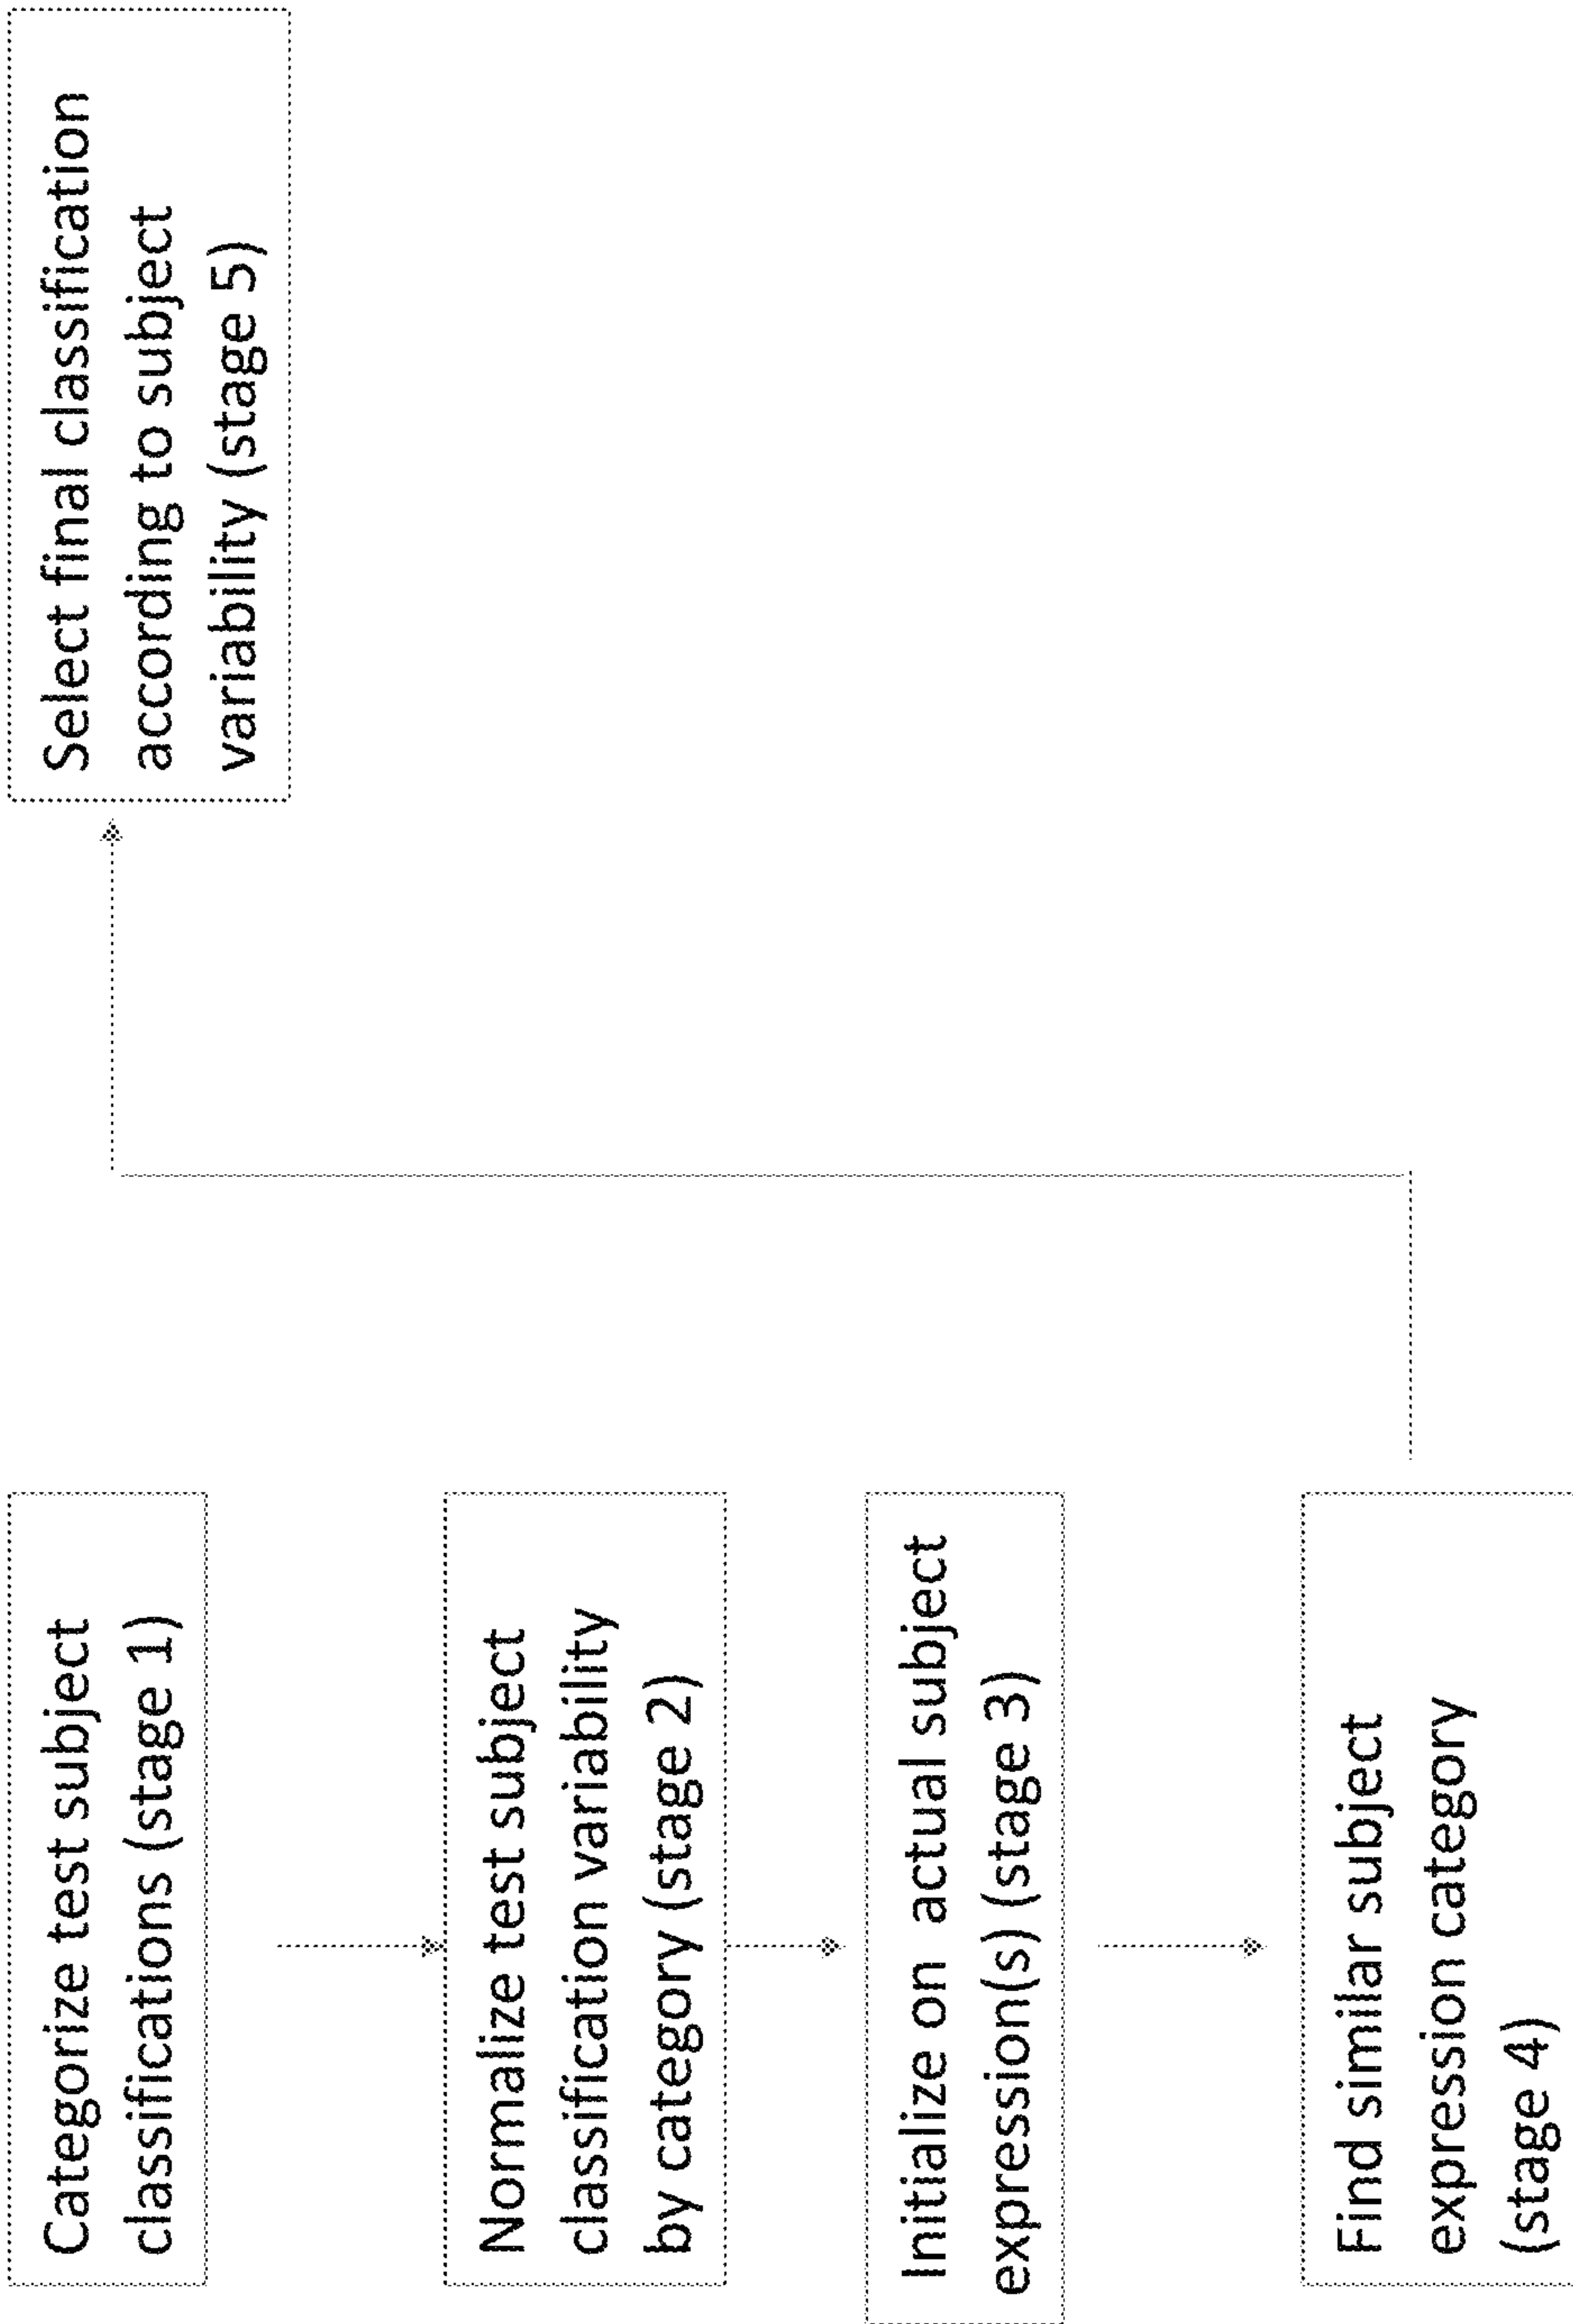 Categorize test subject
classifications (stage 1)
Normalize test subject
classification variability
by category (stage 2)
Initialize on actual subject
expression(s) (stage 3)
Find similar subject
expression category
(stage 4)
Select final classification
according to subject
variability (stage 5)